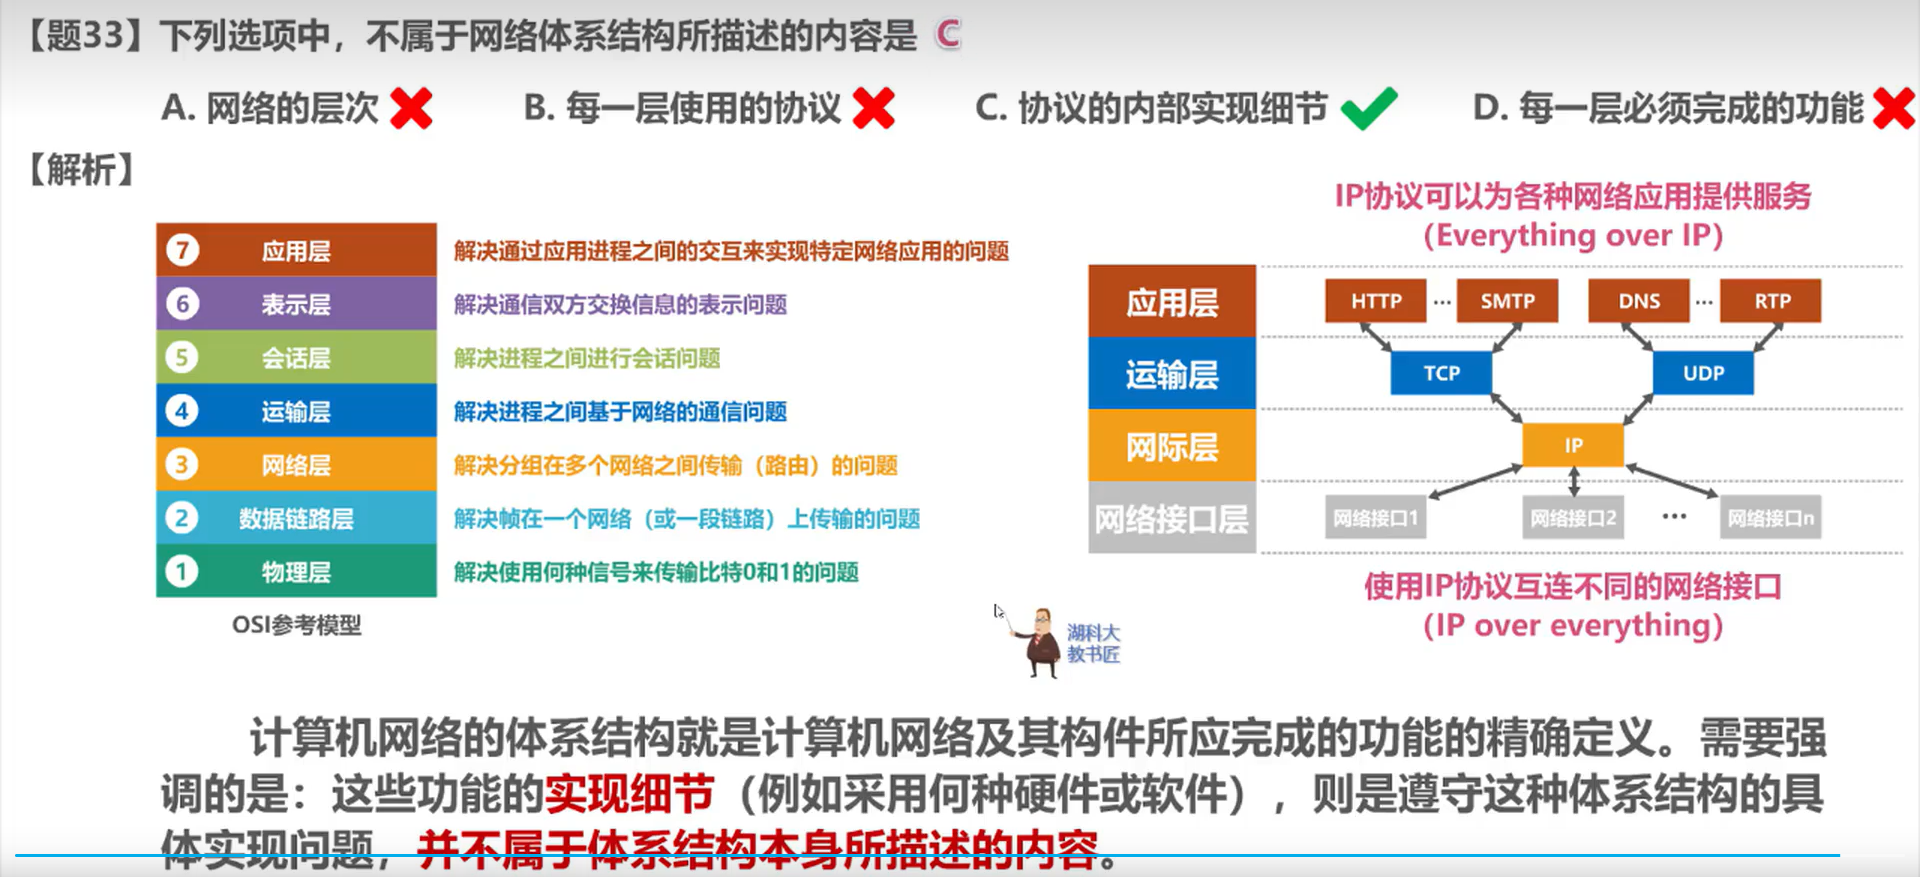 【题33】下列选项中，不属于网络体系结构所描述的内容是 C
A. 网络的层次 B. 每一层使用的协议 C. 协议的内部实现细节 D. 每一层必须完成的功能
【解析】
7 应用层 解决通过应用进程之间的交互来实现特定网络应用的问题
6 表示层 解决通信双方交换信息的表示问题
5 会话层 解决进程之间进行会话问题
4 运输层 解决进程之间基于网络的通信问题
3 网络层 解决分组在多个网络之间传输（路由）的问题
2 数据链路层 解决帧在一个网络（或一段链路）上传输的问题
1 物理层 解决使用何种信号来传输比特0和1的问题
OSI参考模型
IP协议可以为各种网络应用提供服务
（Everything over IP）
应用层 HTTP ... SMTP DNS ... RTP
运输层 TCP UDP
网际层 IP
网络接口层 网络接口1 网络接口2 ... 网络接口n
使用IP协议互连不同的网络接口
（IP over everything）
湖科大
教书匠
计算机网络的体系结构就是计算机网络及其构件所应完成的功能的精确定义。需要强
调的是：这些功能的实现细节（例如采用何种硬件或软件），则是遵守这种体系结构的具
体实现问题，并不属于体系结构本身所描述的内容。